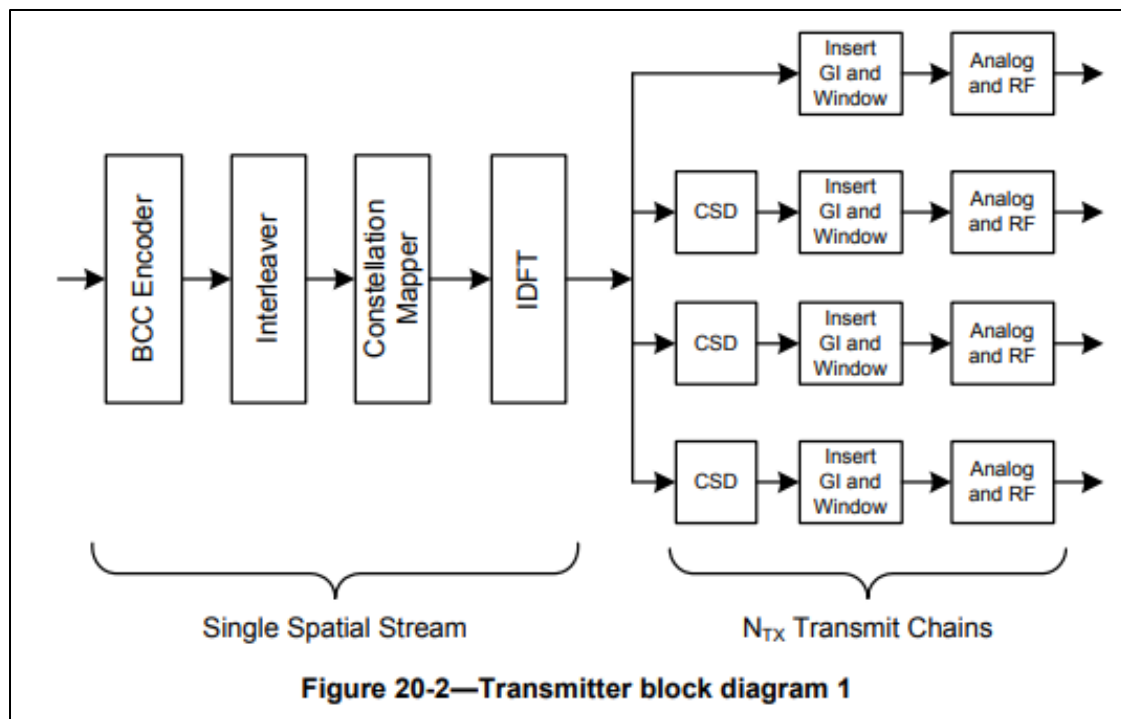 Insert
GI and
Window
Analog
and RF
BCC Encoder
Interleaver
Constellation
Mapper
IDFT
CSD
Insert
GI and
Window
Analog
and RF
CSD
Insert
GI and
Window
Analog
and RF
CSD
Insert
GI and
Window
Analog
and RF
Single Spatial Stream
NTX Transmit Chains
Figure 20-2—Transmitter block diagram 1